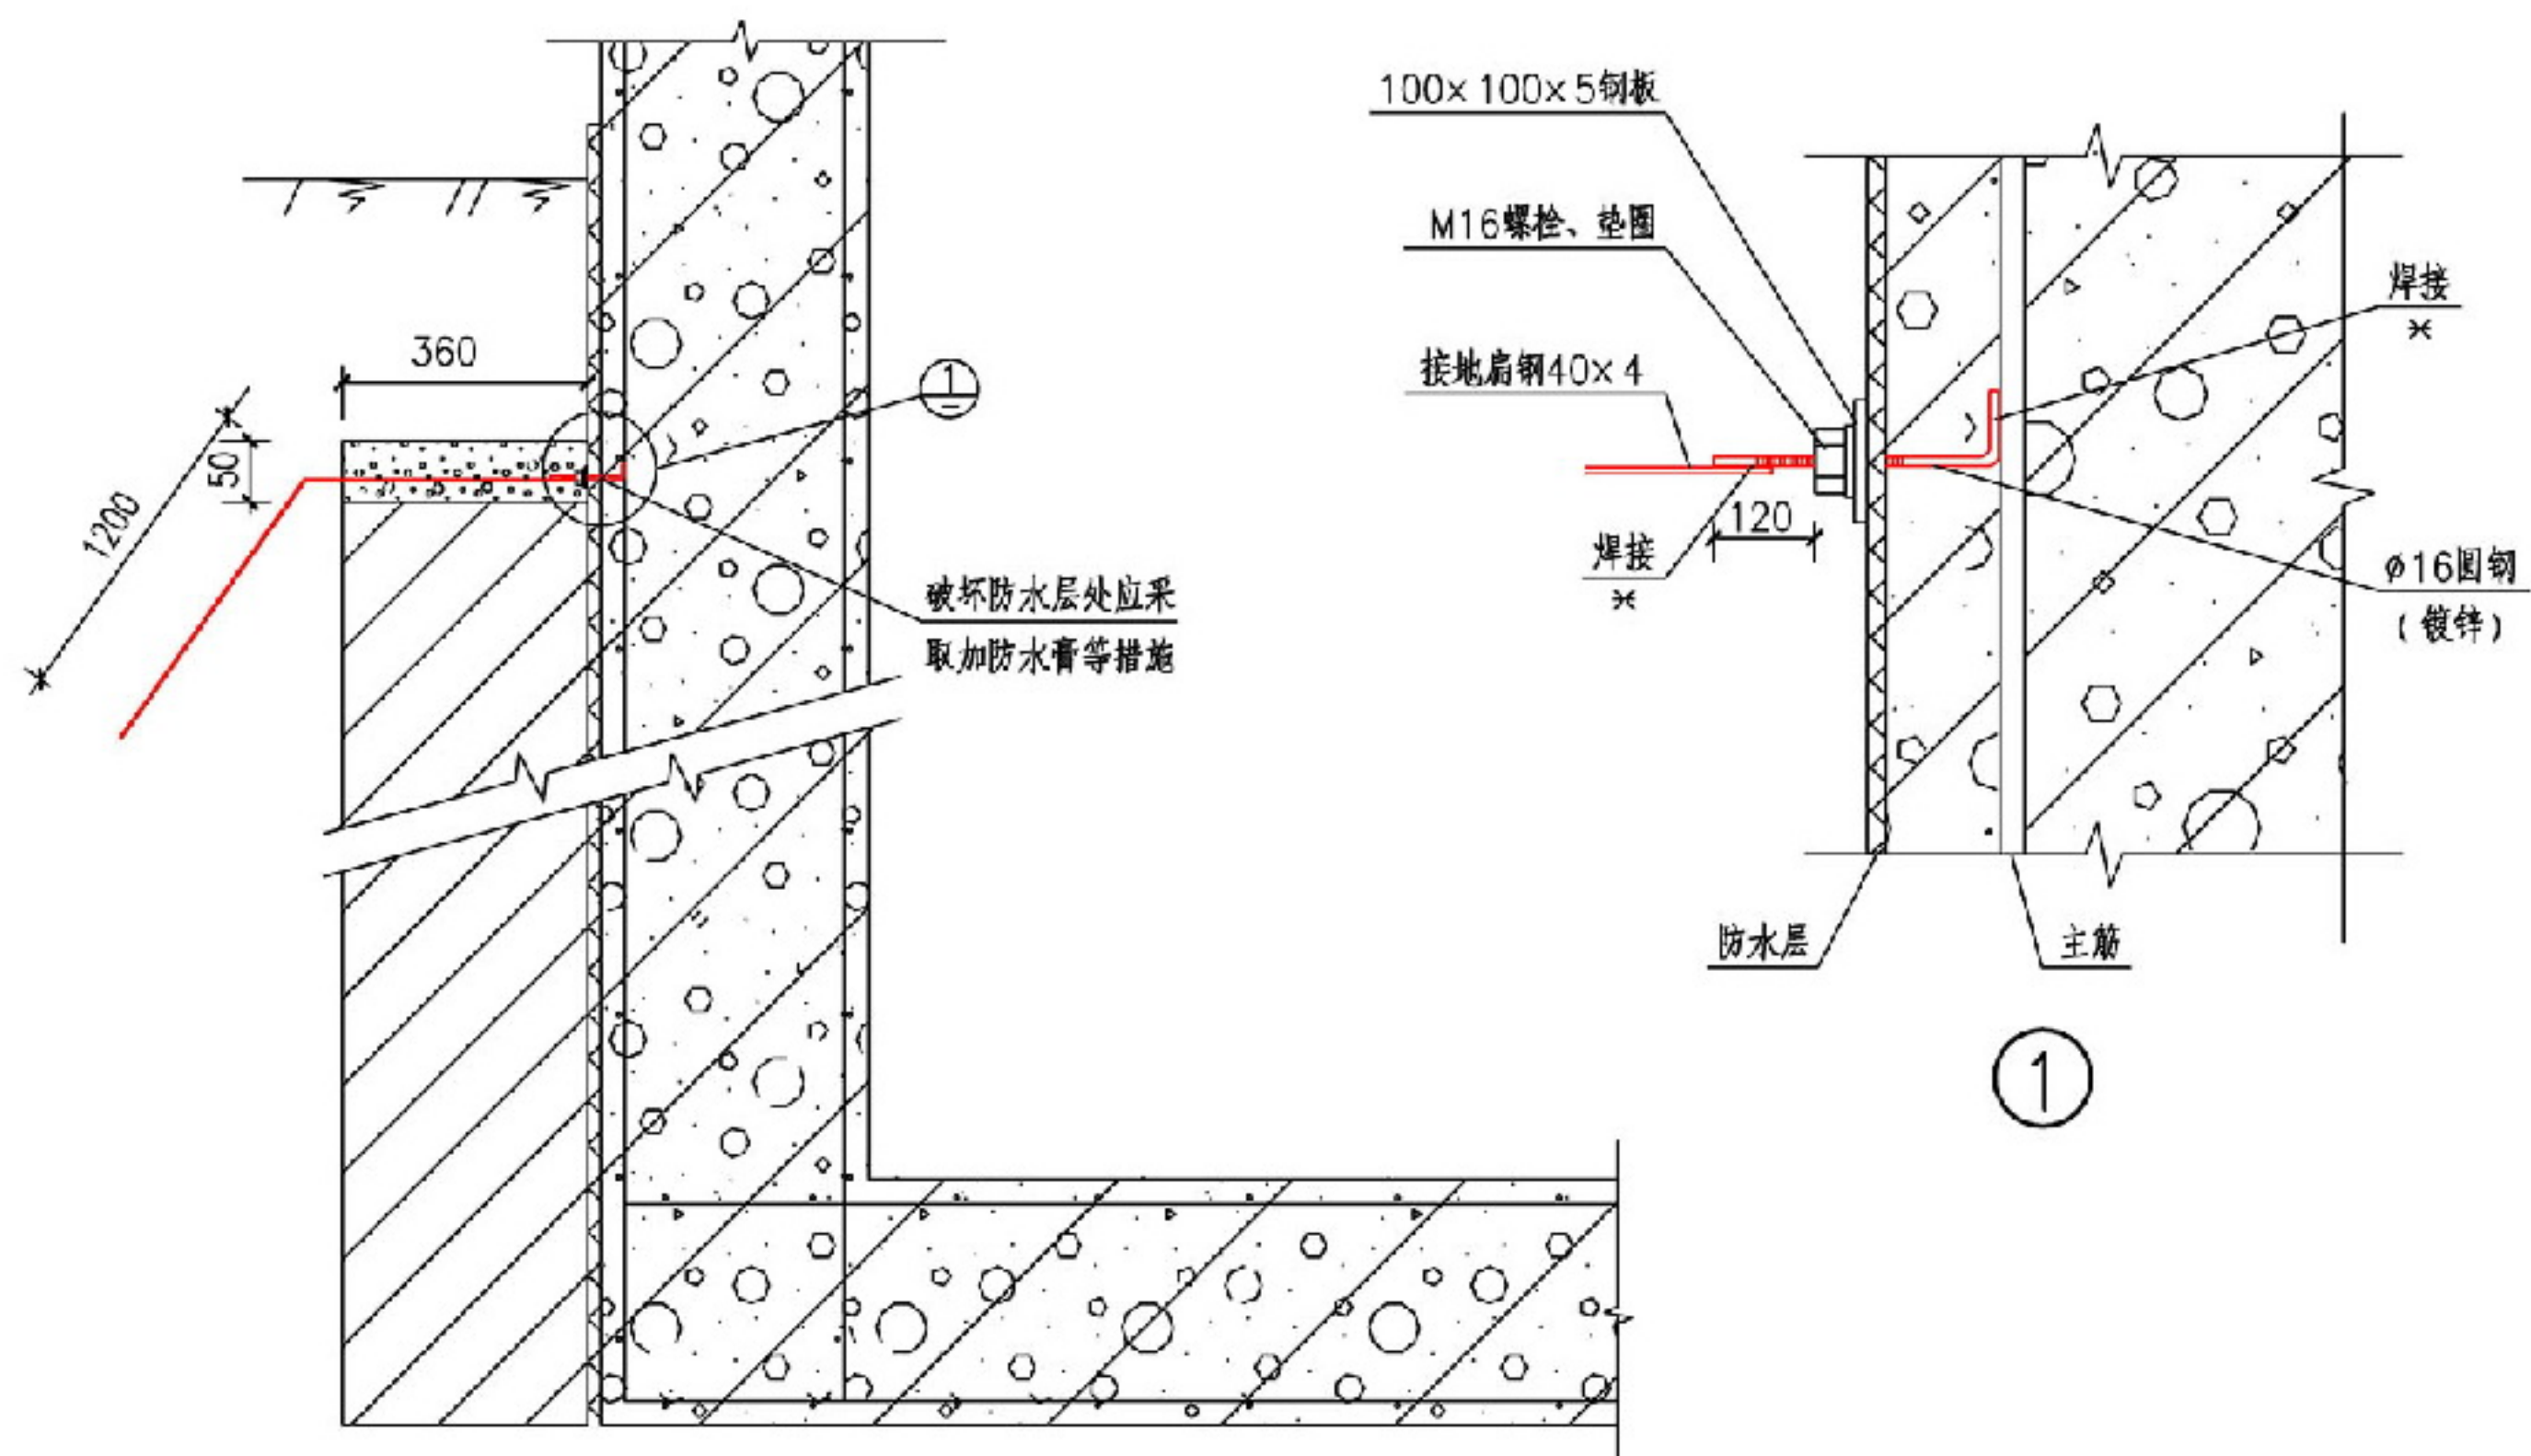 360
50
1200
1
破坏防水层处应采
取加防水膏等措施
100×100×5钢板
M16螺栓、垫圈
接地扁钢40×4
120
焊接
焊接
ø16圆钢
(镀锌)
防水层
主筋
1